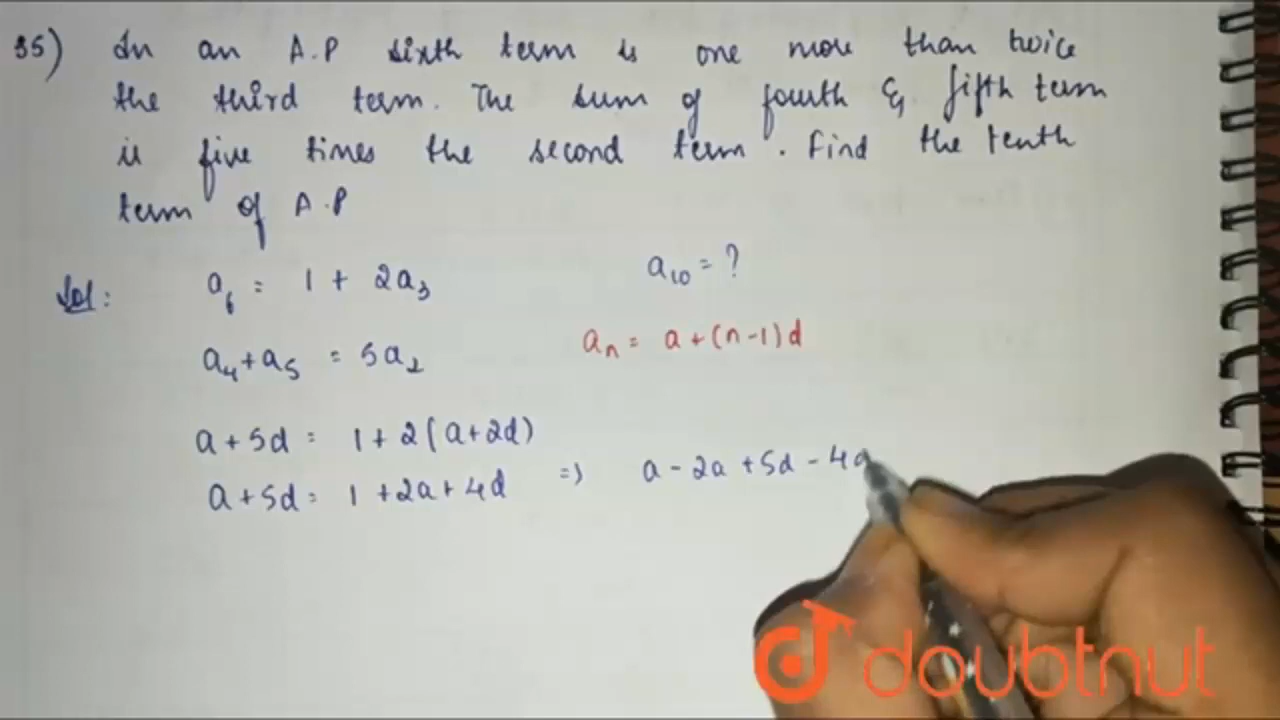 35) In an A.P sixth term is one more than twice
the third term. The sum of fourth & fifth term
is five times the second term. Find the tenth
term of A.P
Sol: a₆ = 1 + 2a₃
a₁₀ = ?
a₄+a₅ = 5a₂
aₙ = a+(n-1)d
a+5d = 1+2(a+2d)
a+5d = 1+2a+4d => a-2a+5d-4d
doubtnut